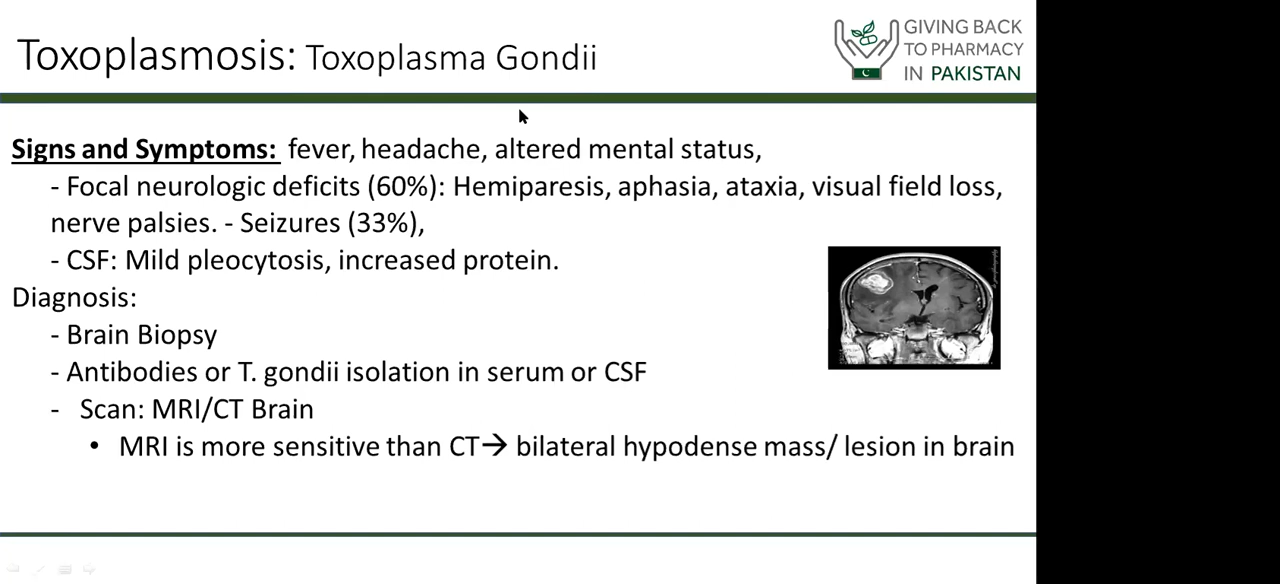 Toxoplasmosis: Toxoplasma Gondii
GIVING BACK
TO PHARMACY
IN PAKISTAN
Signs and Symptoms: fever, headache, altered mental status,
- Focal neurologic deficits (60%): Hemiparesis, aphasia, ataxia, visual field loss,
nerve palsies. - Seizures (33%),
- CSF: Mild pleocytosis, increased protein.
Diagnosis:
- Brain Biopsy
- Antibodies or T. gondii isolation in serum or CSF
- Scan: MRI/CT Brain
• MRI is more sensitive than CT→ bilateral hypodense mass/ lesion in brain